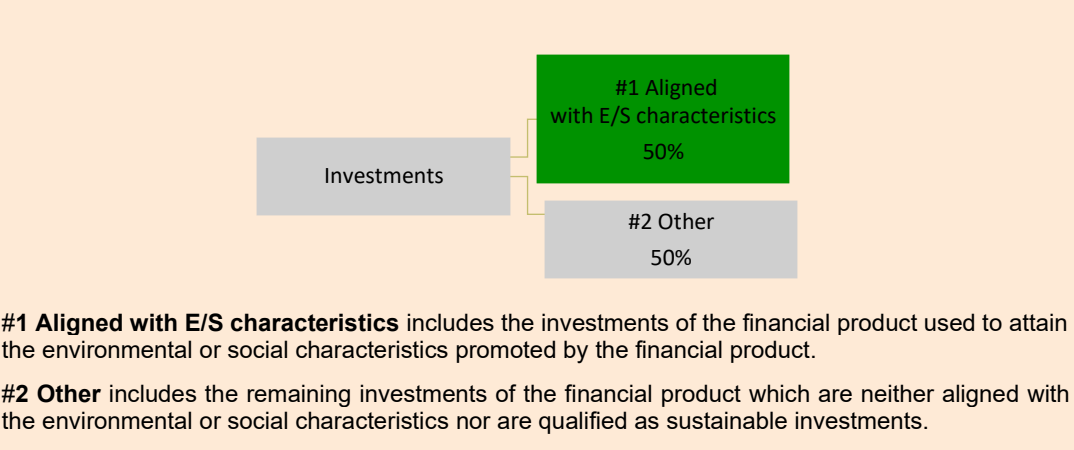 #1 Aligned
with E/S characteristics
50%
Investments
#2 Other
50%
#1 Aligned with E/S characteristics includes the investments of the financial product used to attain
the environmental or social characteristics promoted by the financial product.
#2 Other includes the remaining investments of the financial product which are neither aligned with
the environmental or social characteristics nor are qualified as sustainable investments.